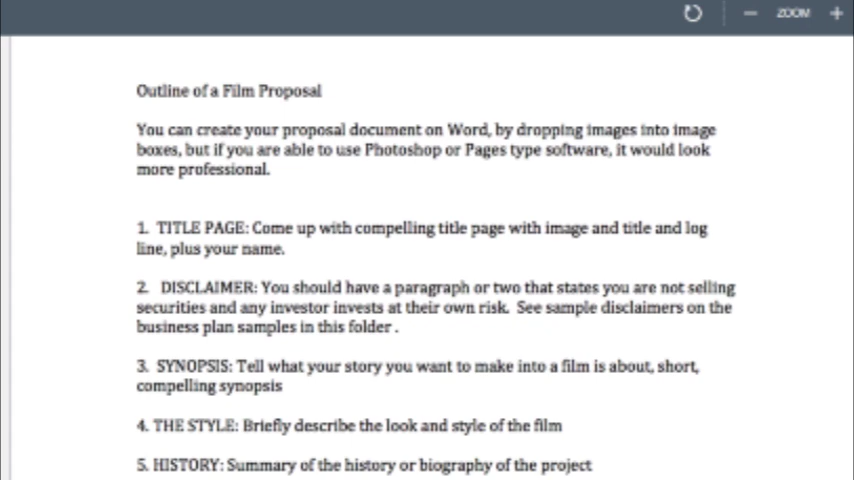 ZOOM
Outline of a Film Proposal
You can create your proposal document on Word, by dropping images into image
boxes, but if you are able to use Photoshop or Pages type software, it would look
more professional.
1. TITLE PAGE: Come up with compelling title page with image and title and log
line, plus your name.
2. DISCLAIMER: You should have a paragraph or two that states you are not selling
securities and any investor invests at their own risk. See sample disclaimers on the
business plan samples in this folder .
3. SYNOPSIS: Tell what your story you want to make into a film is about, short,
compelling synopsis
4. THE STYLE: Briefly describe the look and style of the film
5. HISTORY: Summary of the history or biography of the project